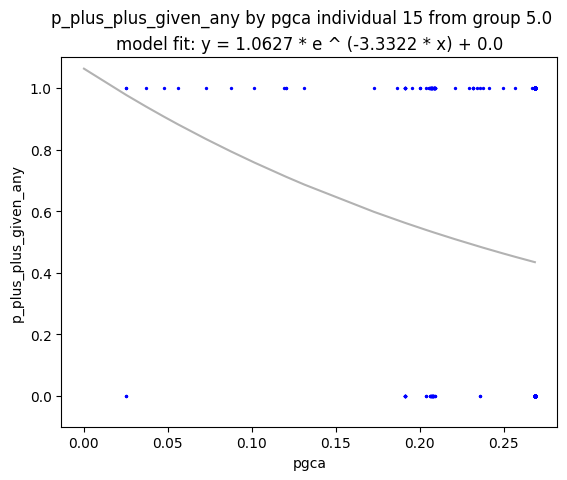 p_plus_plus_given_any by pgca individual 15 from group 5.0
model fit: y = 1.0627 * e ^ (-3.3322 * x) + 0.0
p_plus_plus_given_any
1.0
0.8
0.6
0.4
0.2
0.0
0.00 0.05 0.10 0.15 0.20 0.25
pgca